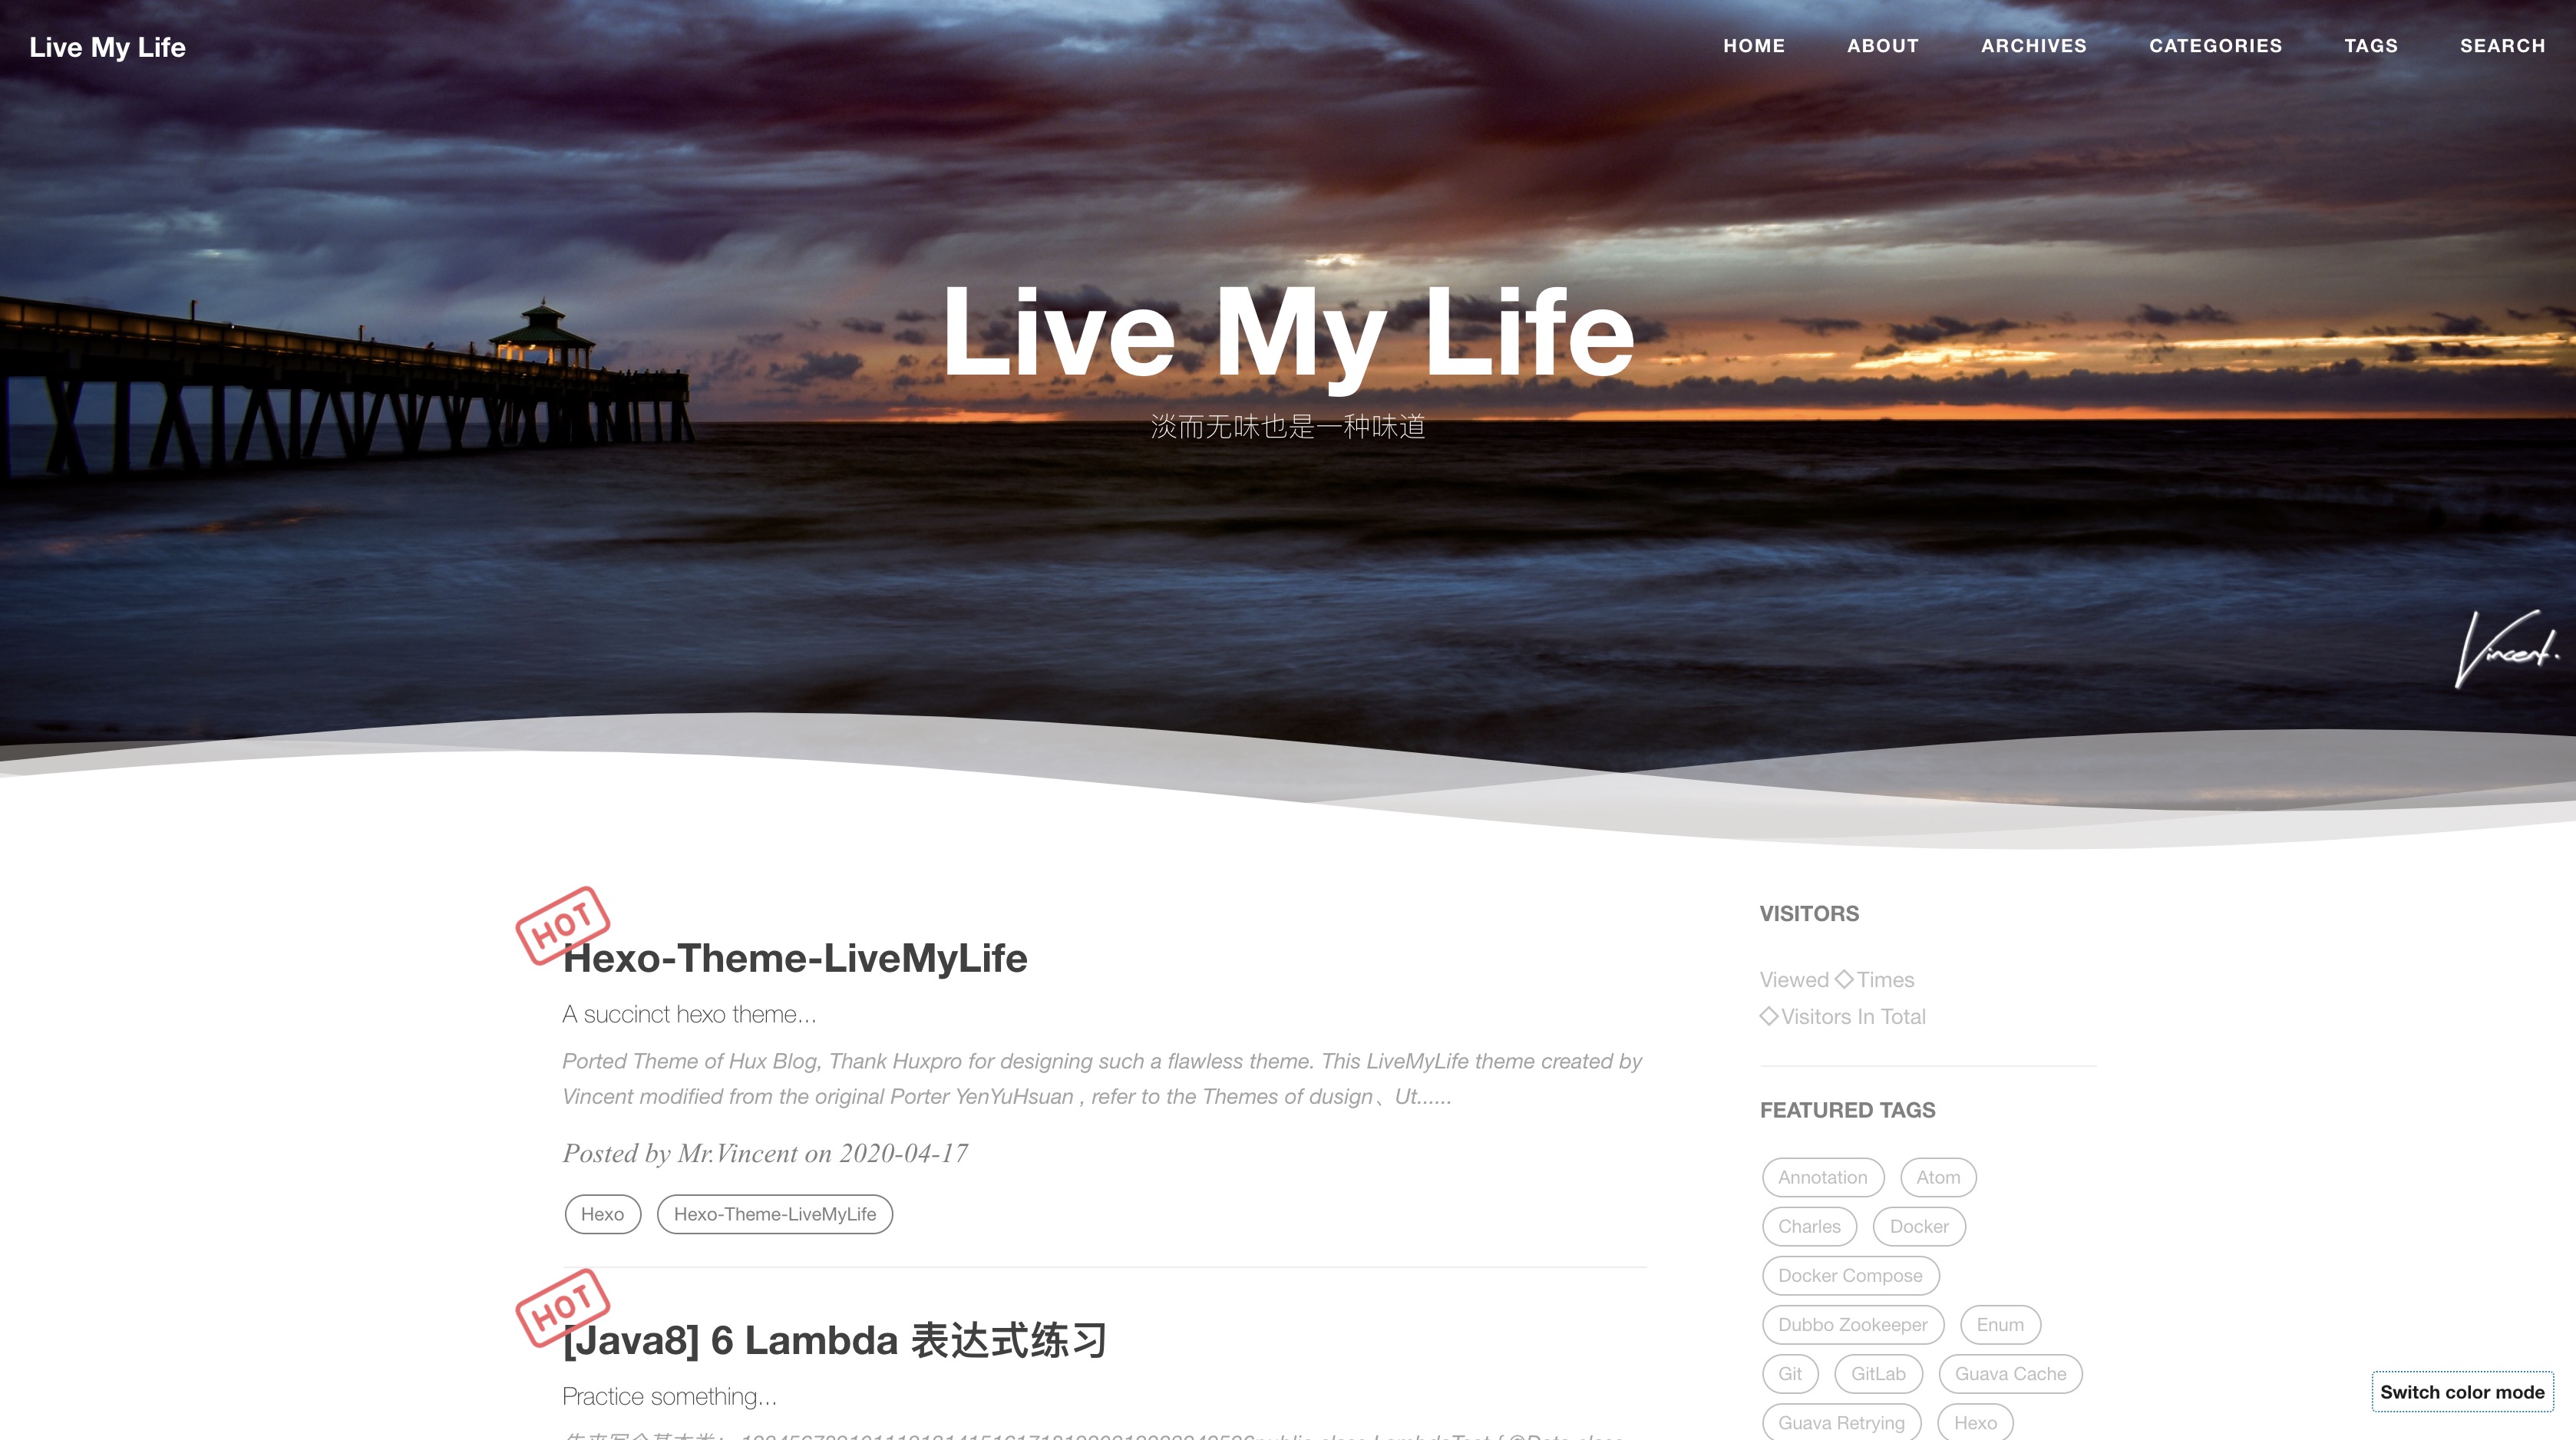 Live My Life
HOME ABOUT ARCHIVES CATEGORIES TAGS SEARCH
Live My Life
淡而无味也是一种味道
Vincent.
HOT
Hexo-Theme-LiveMyLife
A succinct hexo theme...
Ported Theme of Hux Blog, Thank Huxpro for designing such a flawless theme. This LiveMyLife theme created by
Vincent modified from the original Porter YenYuHsuan , refer to the Themes of dusign、Ut......
Posted by Mr.Vincent on 2020-04-17
Hexo Hexo-Theme-LiveMyLife
HOT
[Java8] 6 Lambda 表达式练习
Practice something...
VISITORS
Viewed Times
Visitors In Total
FEATURED TAGS
Annotation Atom
Charles Docker
Docker Compose
Dubbo Zookeeper Enum
Git GitLab Guava Cache
Guava Retrying Hexo
Switch color mode